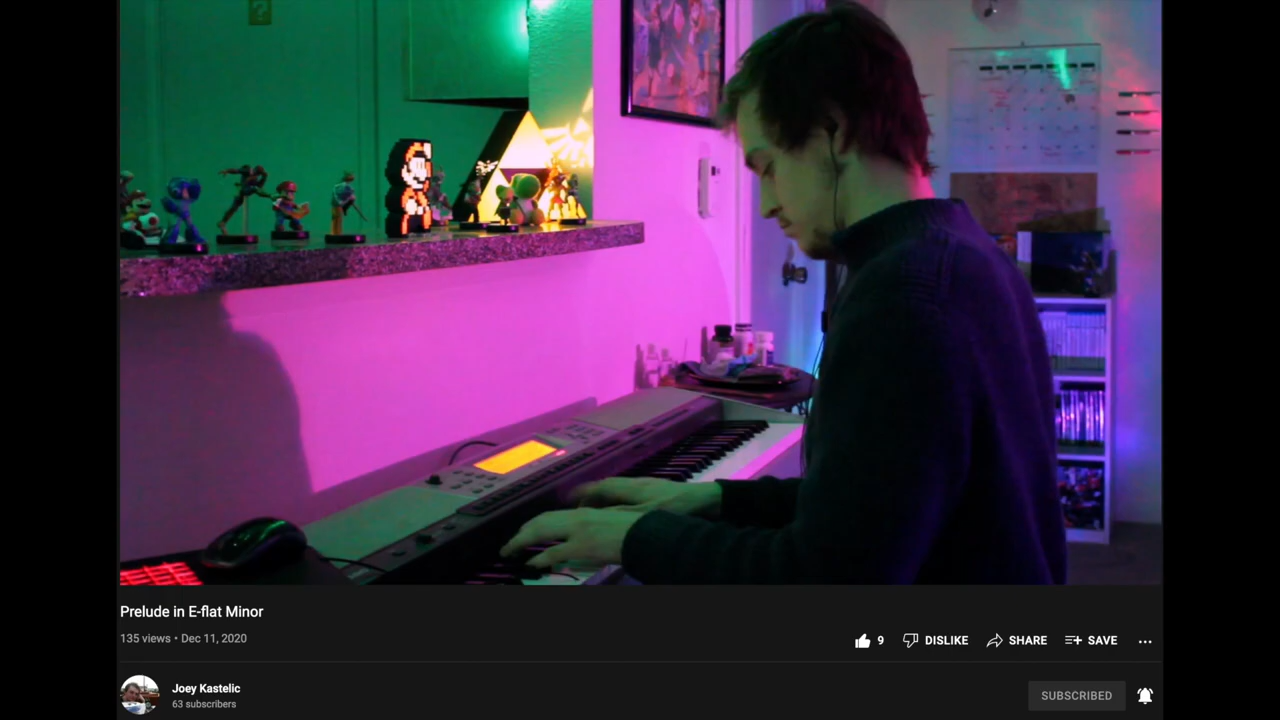 Prelude in E-flat Minor
135 views • Dec 11, 2020
9 DISLIKE SHARE SAVE
Joey Kastelic
63 subscribers
SUBSCRIBED